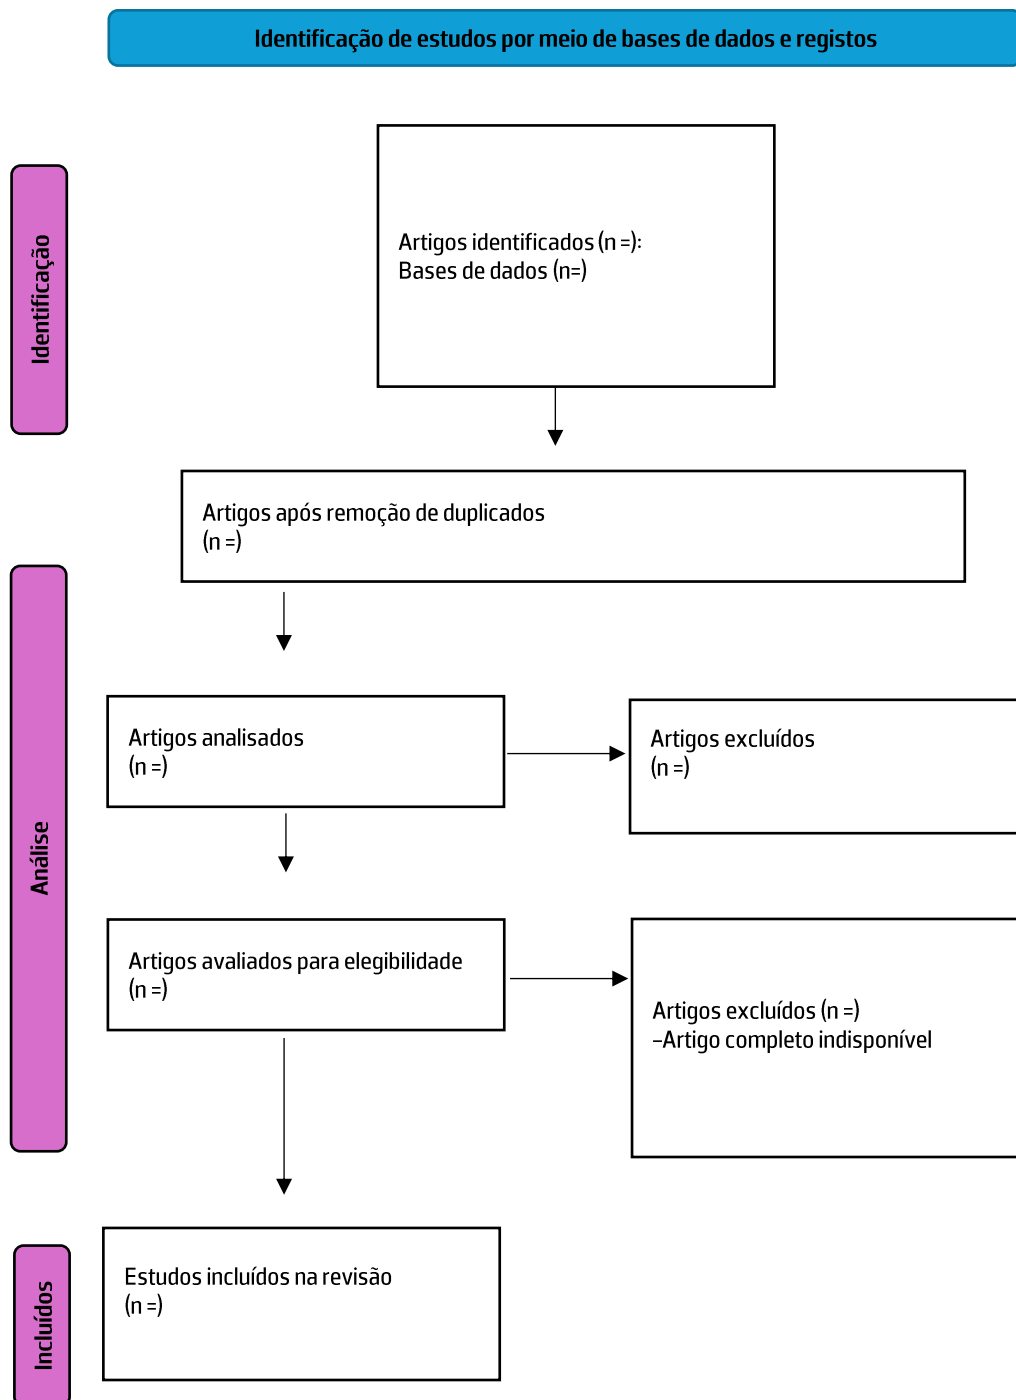 Identificação de estudos por meio de bases de dados e registos
Identificação
Artigos identificados (n =):
Bases de dados (n=)
Artigos após remoção de duplicados
(n =)
Análise
Artigos analisados
(n =)
Artigos excluídos
(n =)
Artigos avaliados para elegibilidade
(n =)
Artigos excluídos (n =)
–Artigo completo indisponível
Incluídos
Estudos incluídos na revisão
(n =)